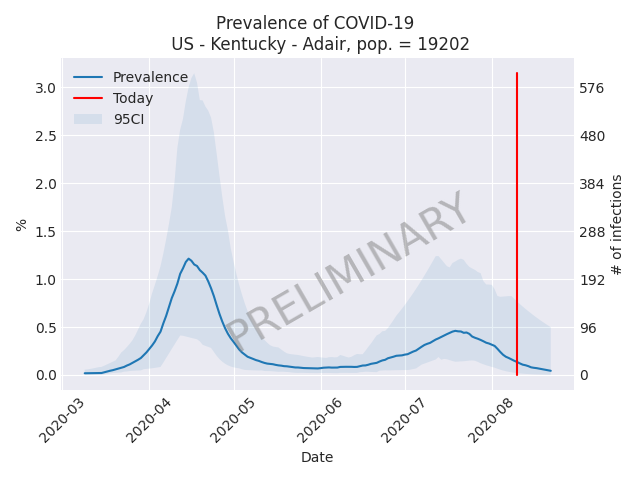 Prevalence of COVID-19
US - Kentucky - Adair, pop. = 19202
Prevalence
Today
95CI
3.0
2.5
2.0
1.5
1.0
0.5
0.0
%
576
480
384
288
192
96
0
# of infections
PRELIMINARY
2020-03
2020-04
2020-05
2020-06
2020-07
2020-08
Date